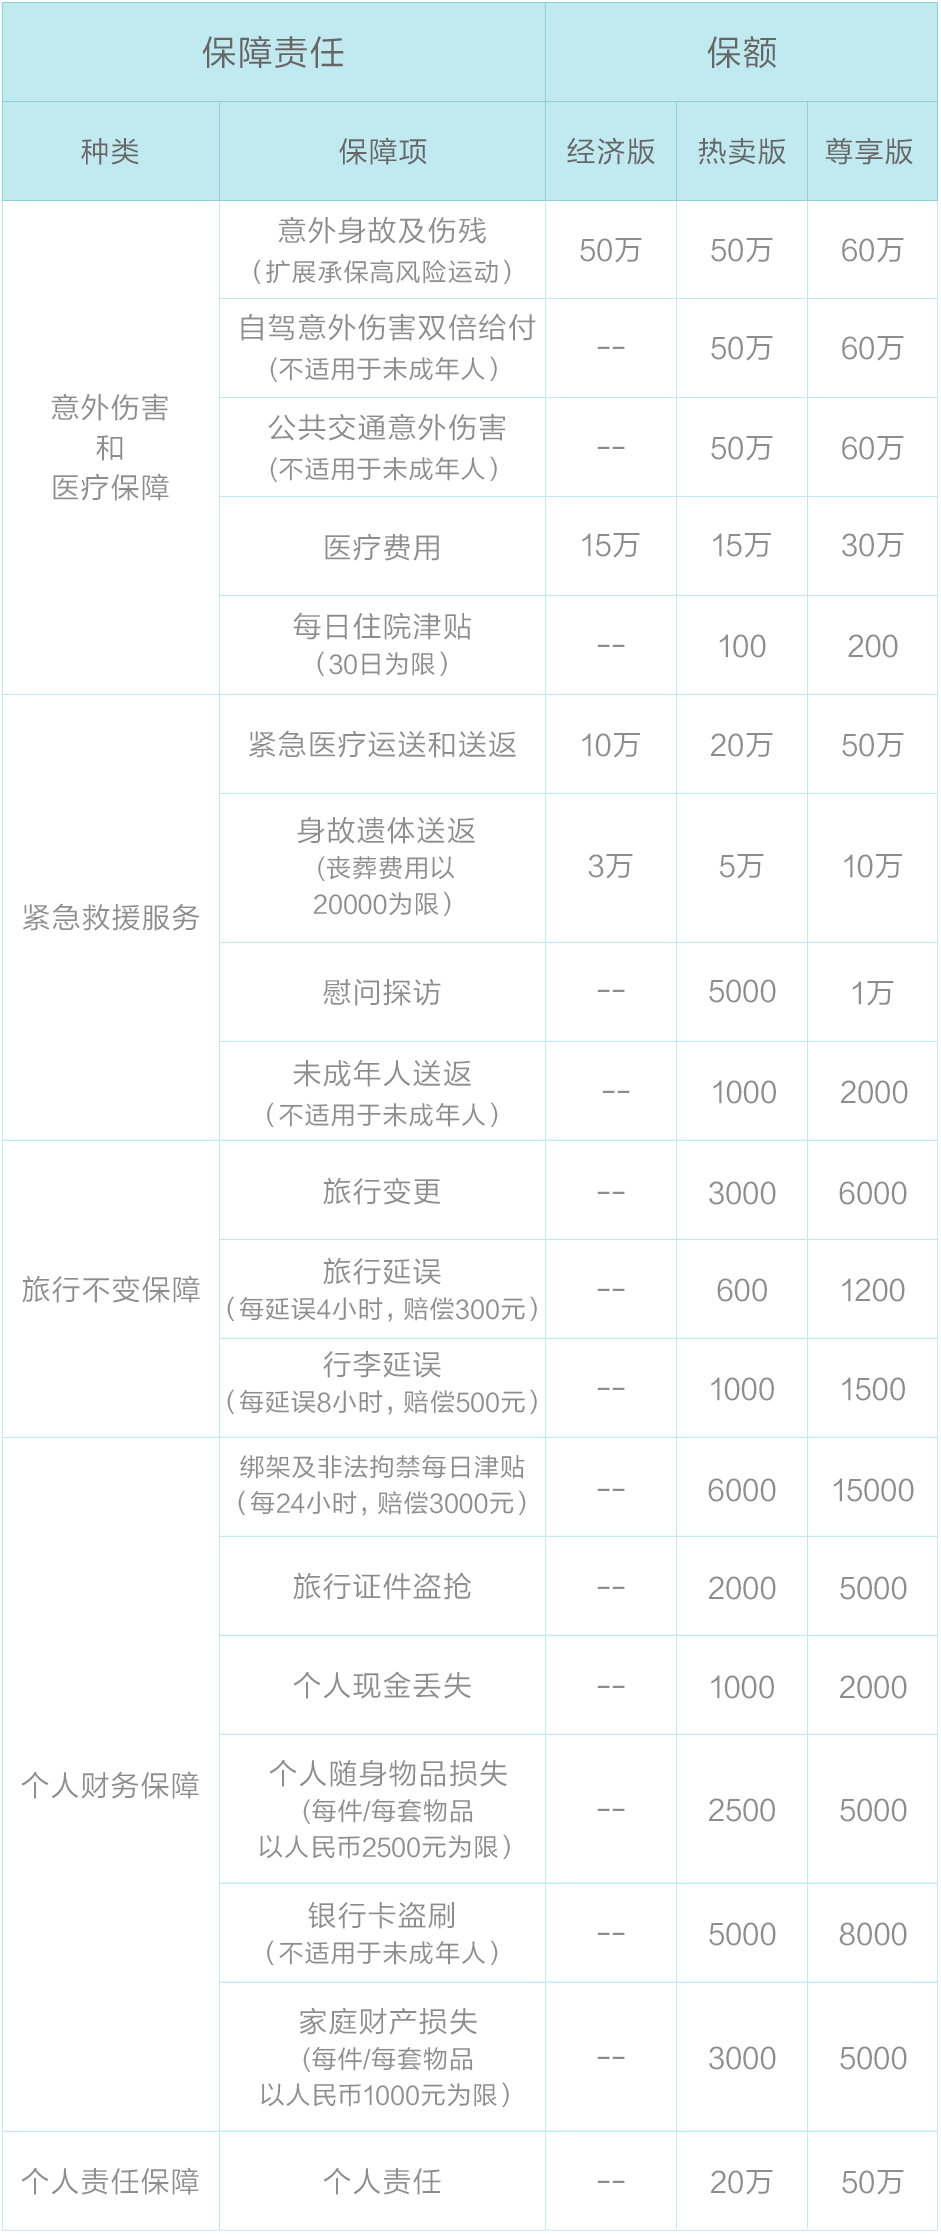 保障责任 保额
种类 保障项 经济版 热卖版 尊享版
意外伤害
和
医疗保障
意外身故及伤残
（扩展承保高风险运动）
50万 50万 60万
自驾意外伤害双倍给付
(不适用于未成年人）
-- 50万 60万
公共交通意外伤害
(不适用于未成年人）
-- 50万 60万
医疗费用 15万 15万 30万
每日住院津贴
（30日为限）
-- 100 200
紧急救援服务
紧急医疗运送和送返 10万 20万 50万
身故遗体送返
(丧葬费用以
20000为限）
3万 5万 10万
慰问探访 -- 5000 1万
未成年人送返
（不适用于未成年人）
-- 1000 2000
旅行不变保障
旅行变更 -- 3000 6000
旅行延误
（每延误4小时, 赔偿300元）
-- 600 1200
行李延误
（每延误8小时, 赔偿500元）
-- 1000 1500
个人财务保障
绑架及非法拘禁每日津贴
（每24小时, 赔偿3000元）
-- 6000 15000
旅行证件盗抢 -- 2000 5000
个人现金丢失 -- 1000 2000
个人随身物品损失
(每件/每套物品
以人民币2500元为限）
-- 2500 5000
银行卡盗刷
（不适用于未成年人）
-- 5000 8000
家庭财产损失
(每件/每套物品
以人民币1000元为限）
-- 3000 5000
个人责任保障 个人责任 -- 20万 50万